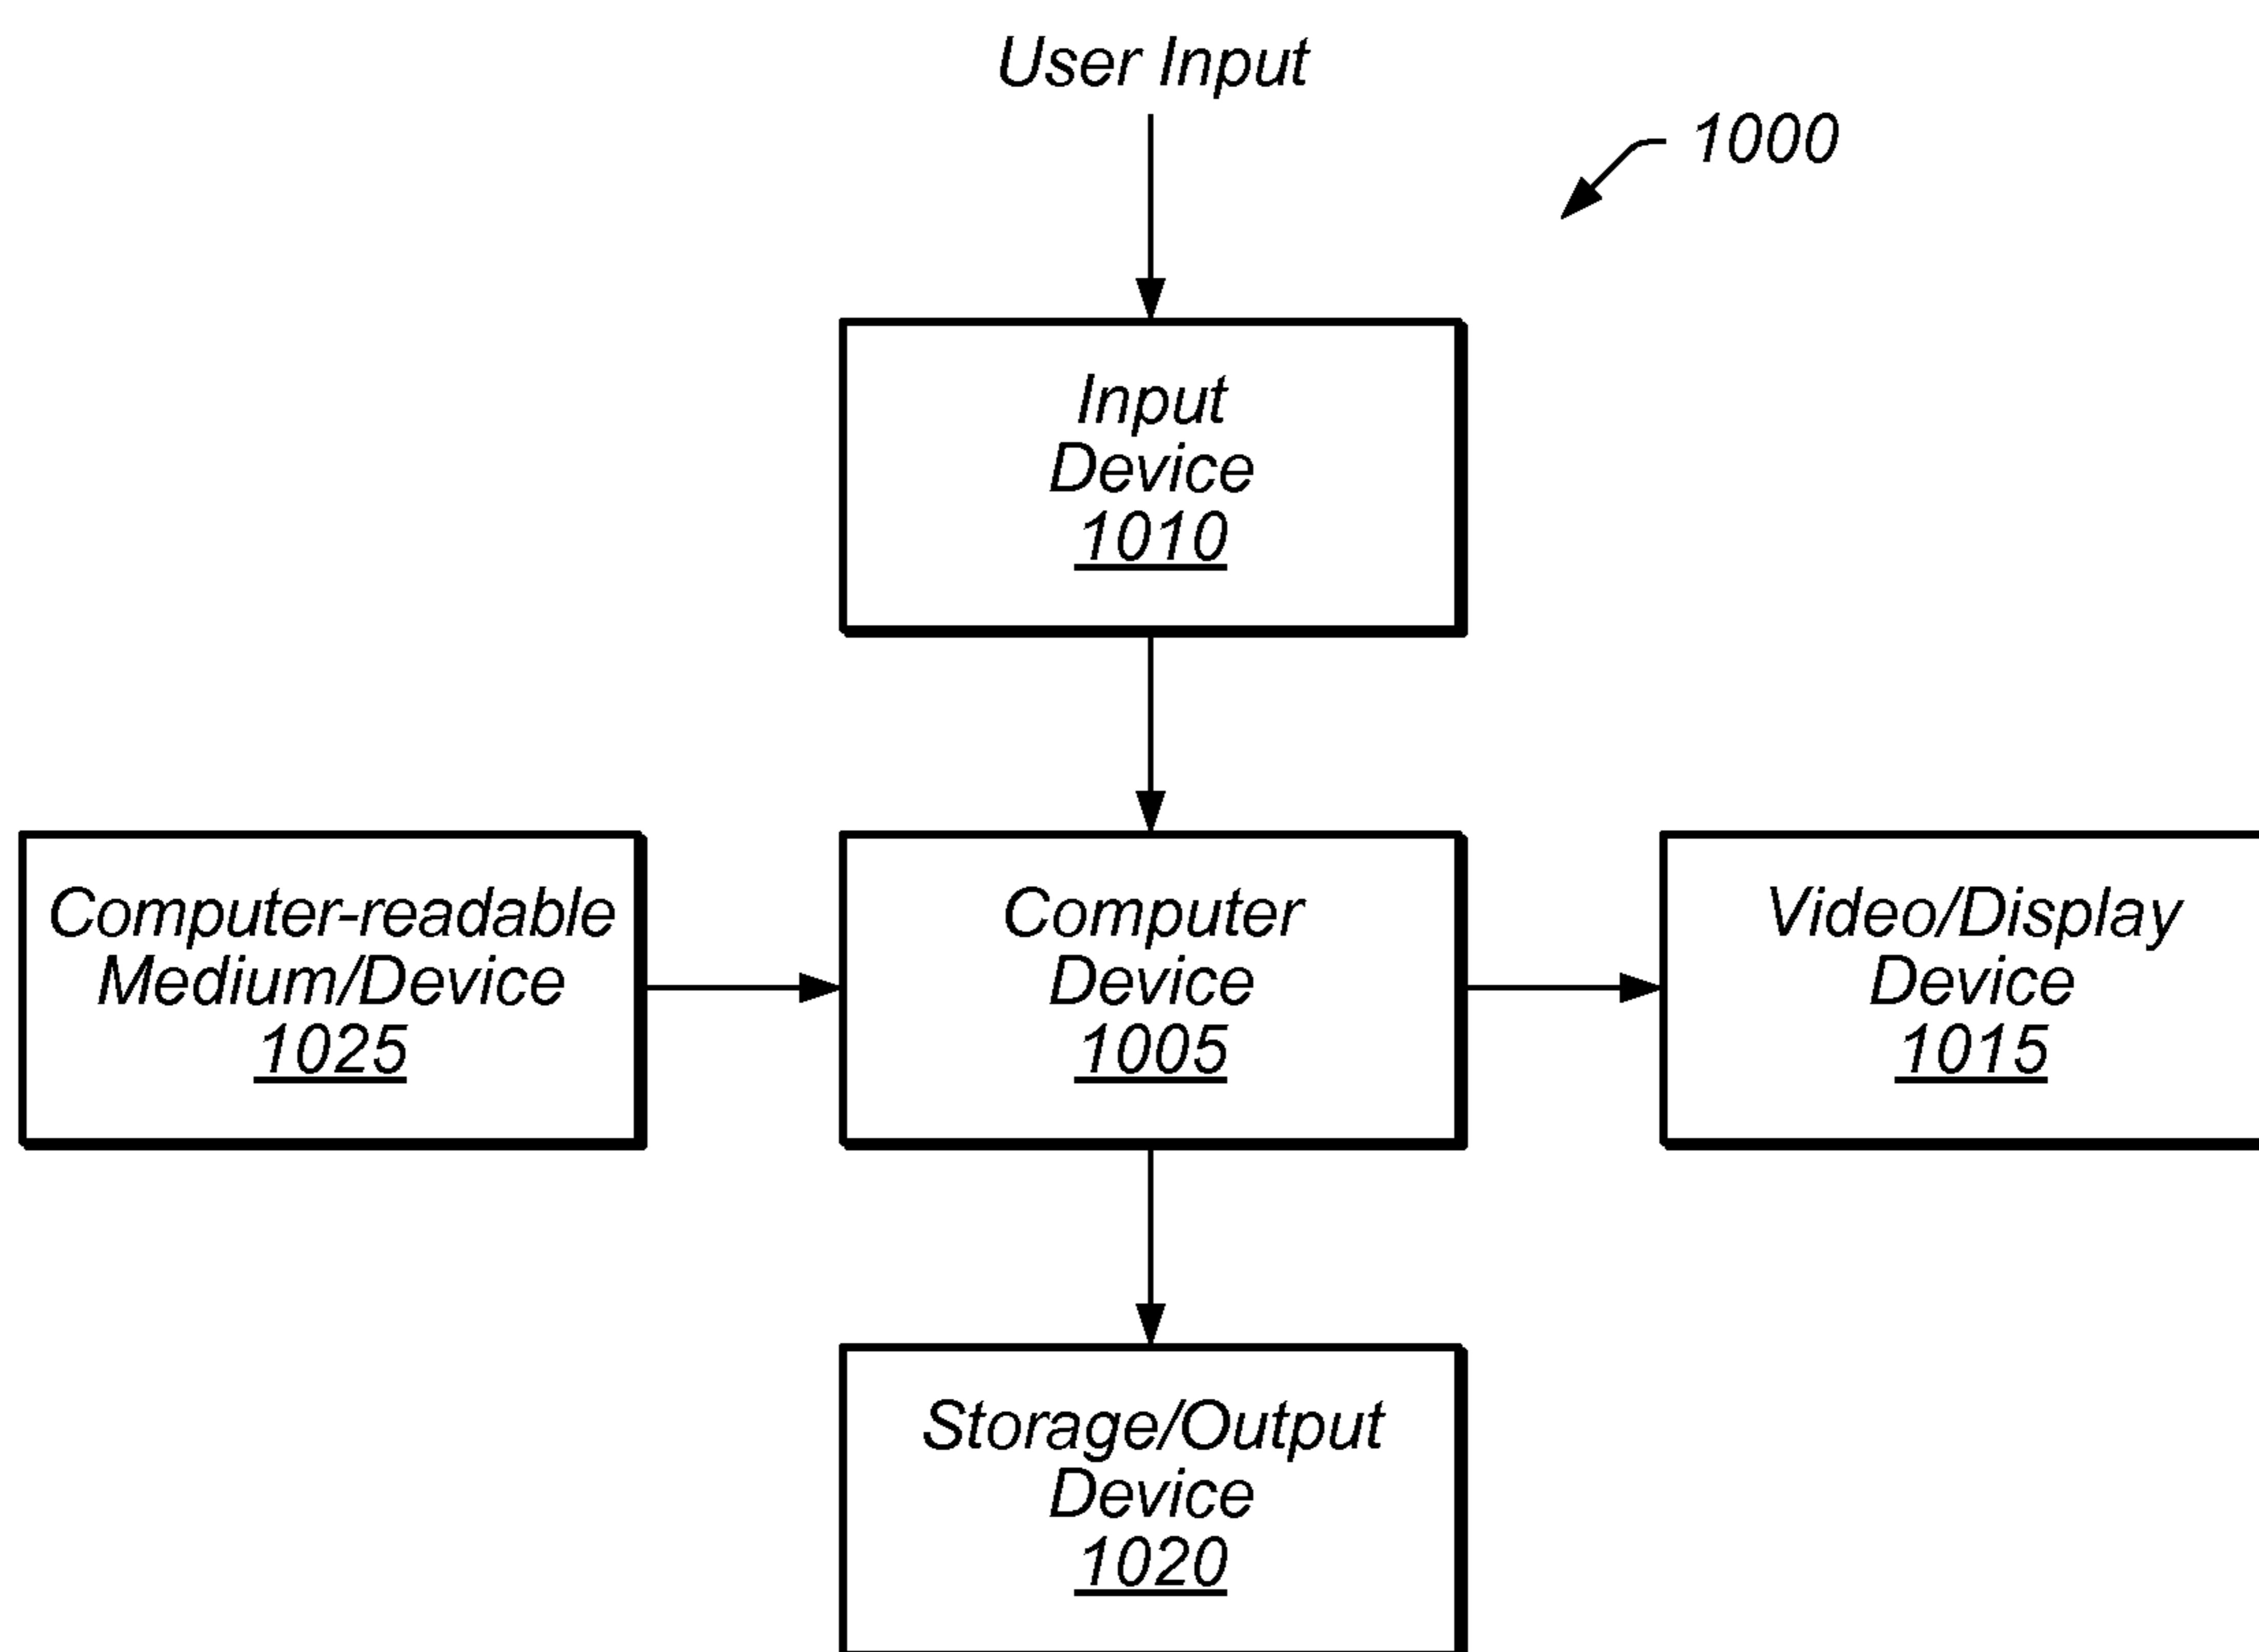 User Input
1000
Input
Device
1010
Computer-readable
Medium/Device
1025
Computer
Device
1005
Video/Display
Device
1015
Storage/Output
Device
1020